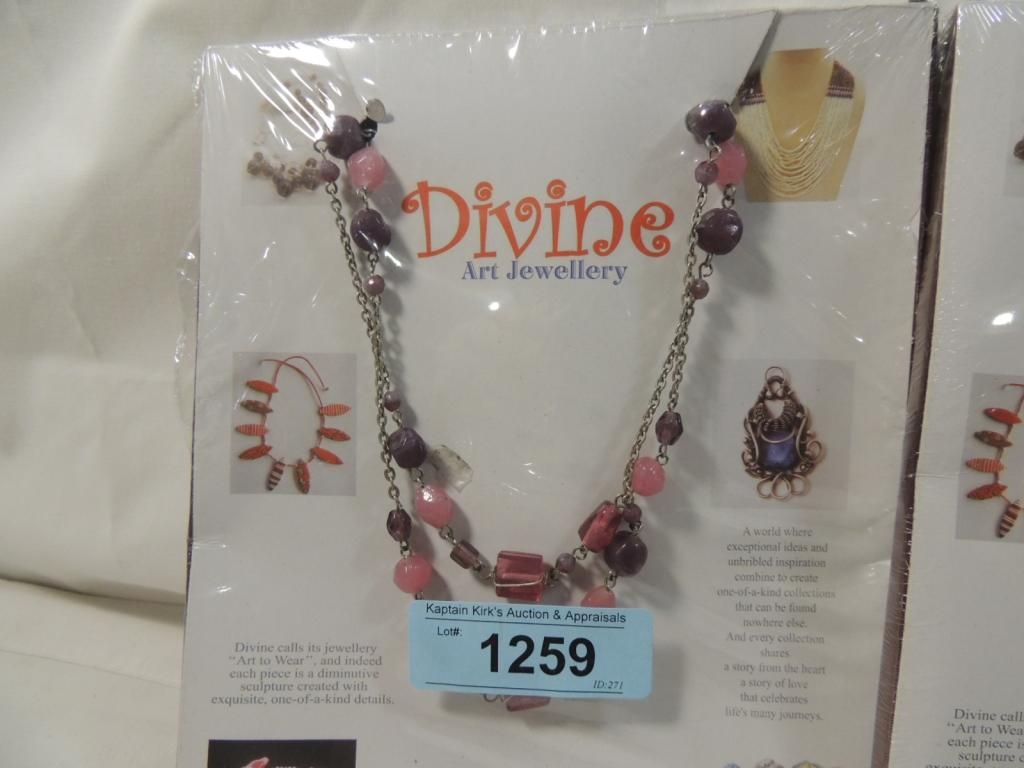 Divine
Art Jewellery
A world where
exceptional ideas and
unbribled inspiration
combine to create
one-of-a-kind collections
that can be found
nowhere else.
And every collection
shares
a story from the heart
a story of love
that celebrates
life's many journeys.
Kaptain Kirk's Auction & Appraisals
Lot#:
1259
ID:271
Divine calls its jewellery
"Art to Wear", and indeed
each piece is a diminutive
sculpture created with
exquisite, one-of-a-kind details.
Divine call
"Art to Wea
each piece is
sculpture c